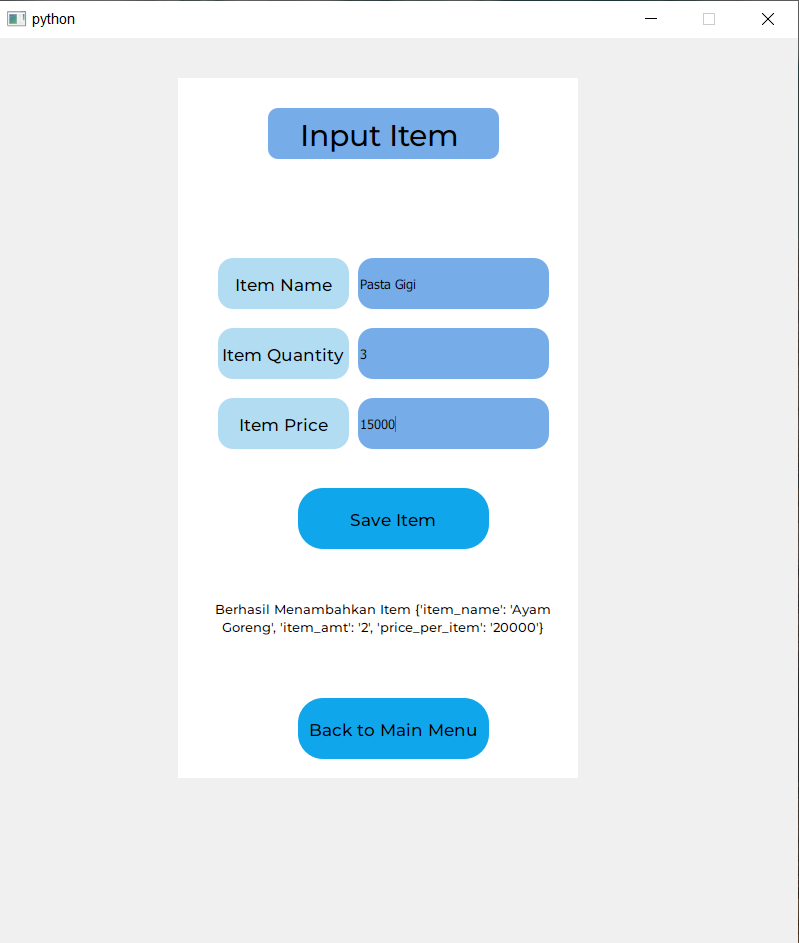 python
Input Item
Item Name
Pasta Gigi
Item Quantity
3
Item Price
15000
Save Item
Berhasil Menambahkan Item {'item_name': 'Ayam
Goreng', 'item_amt': '2', 'price_per_item': '20000'}
Back to Main Menu